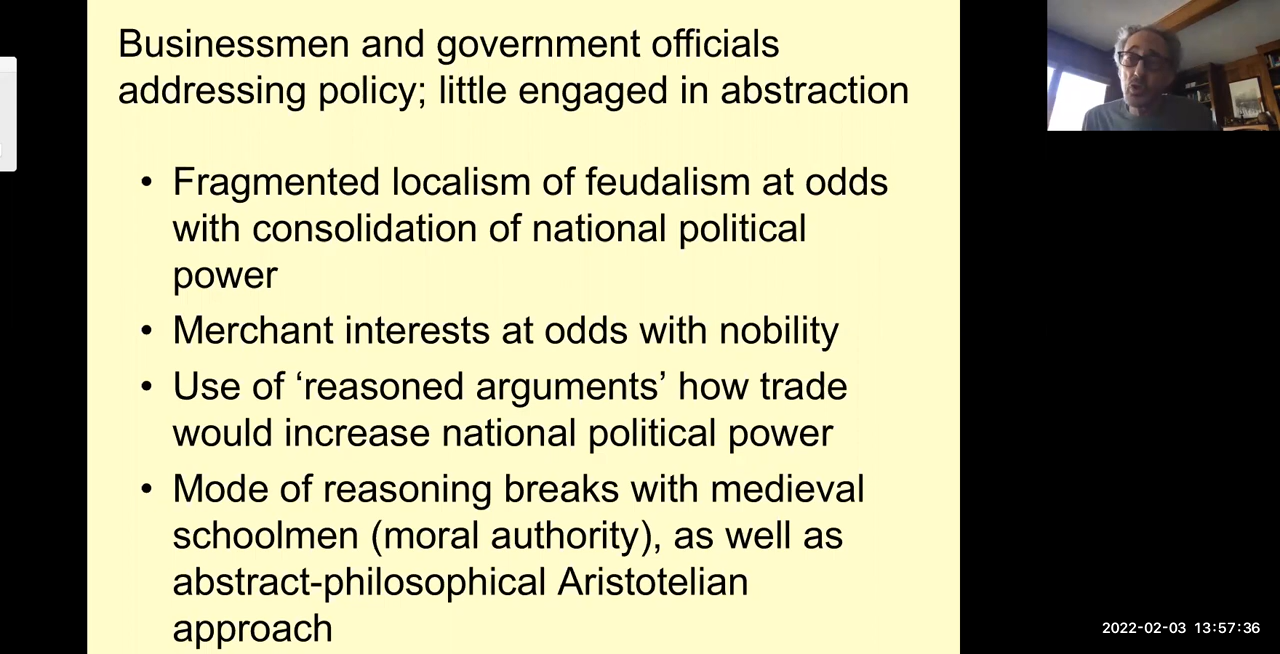 Businessmen and government officials
addressing policy; little engaged in abstraction
• Fragmented localism of feudalism at odds
with consolidation of national political
power
• Merchant interests at odds with nobility
• Use of ‘reasoned arguments’ how trade
would increase national political power
• Mode of reasoning breaks with medieval
schoolmen (moral authority), as well as
abstract-philosophical Aristotelian
approach
2022-02-03 13:57:36